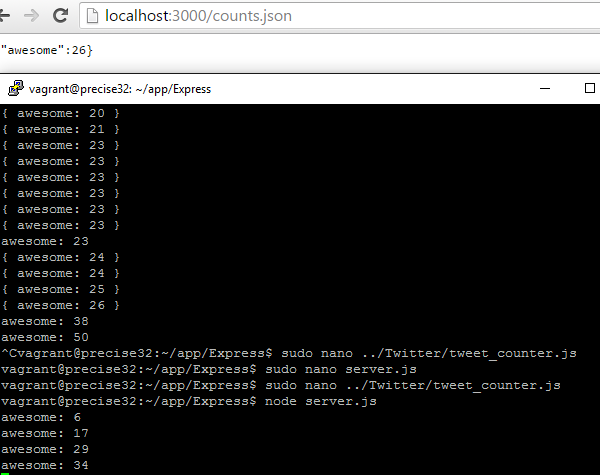 localhost:3000/counts.json
"awesome":26}
vagrant@precise32: ~/app/Express
{ awesome: 20 }
{ awesome: 21 }
{ awesome: 23 }
{ awesome: 23 }
{ awesome: 23 }
{ awesome: 23 }
{ awesome: 23 }
{ awesome: 23 }
awesome: 23
{ awesome: 24 }
{ awesome: 24 }
{ awesome: 25 }
{ awesome: 26 }
awesome: 38
awesome: 50
^Cvagrant@precise32:~/app/Express$ sudo nano ../Twitter/tweet_counter.js
vagrant@precise32:~/app/Express$ sudo nano server.js
vagrant@precise32:~/app/Express$ sudo nano ../Twitter/tweet_counter.js
vagrant@precise32:~/app/Express$ node server.js
awesome: 6
awesome: 17
awesome: 29
awesome: 34